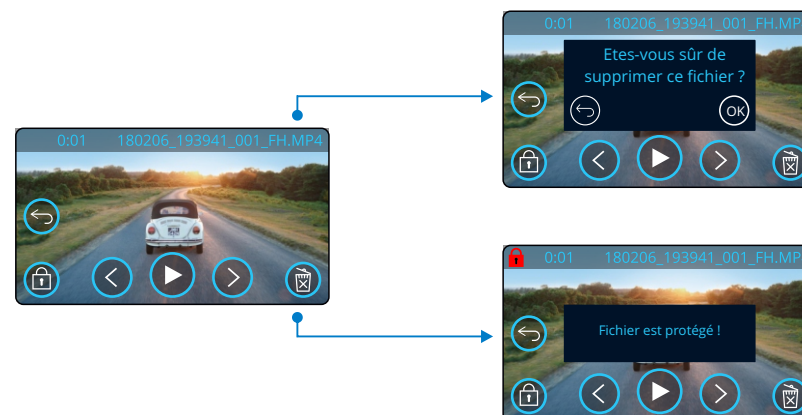 0:01 180206_193941_001_FH.MP4
0:01 180206_193941_001_FH.MP
Etes-vous sûr de
supprimer ce fichier ?
OK
0:01 180206_193941_001_FH.MP
Fichier est protégé !